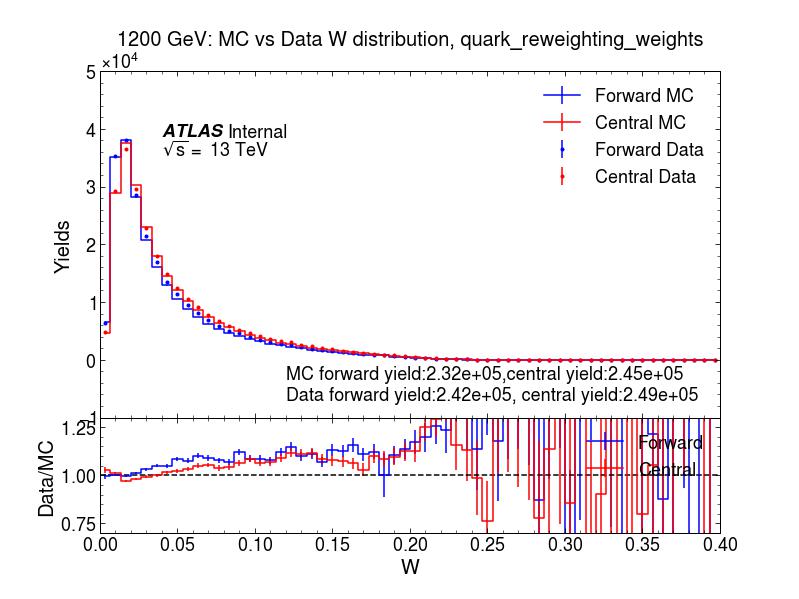 1200 GeV: MC vs Data W distribution, quark_reweighting_weights
×10⁴
5
4
3
2
1
0
1
Yields
ATLAS Internal
√s = 13 TeV
Forward MC
Central MC
Forward Data
Central Data
MC forward yield:2.32e+05,central yield:2.45e+05
Data forward yield:2.42e+05, central yield:2.49e+05
1.25
1.00
0.75
Data/MC
Forward
Central
0.00 0.05 0.10 0.15 0.20 0.25 0.30 0.35 0.40
W